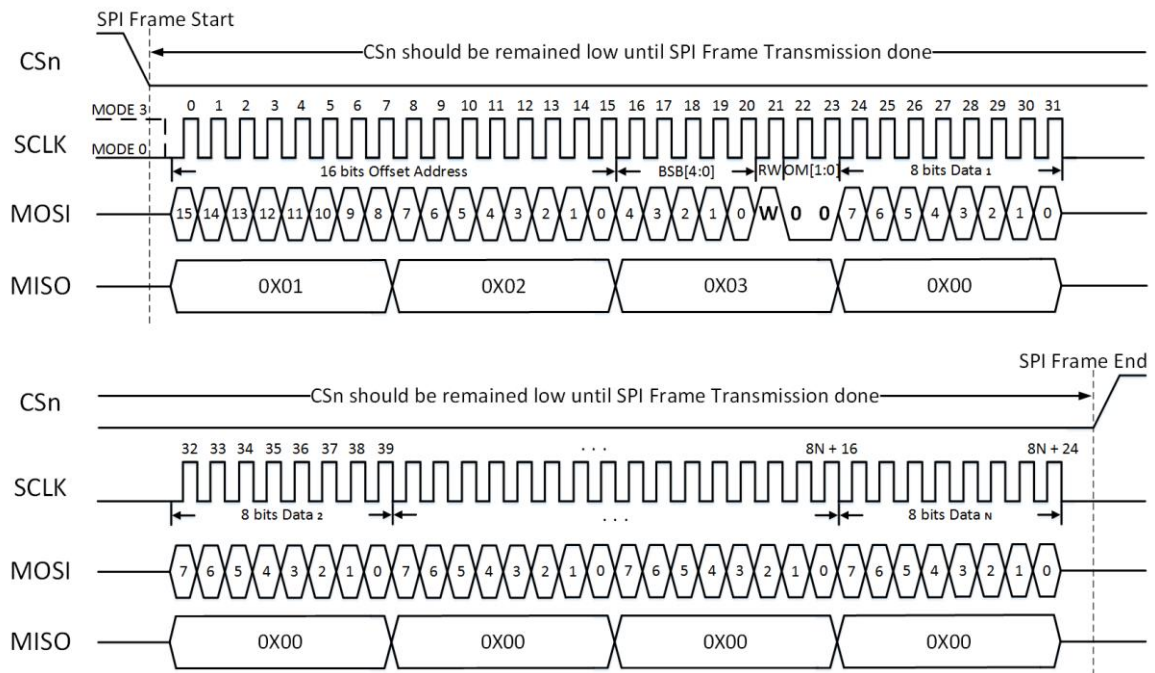 SPI Frame Start
CSn
CSn should be remained low until SPI Frame Transmission done
0 1 2 3 4 5 6 7 8 9 10 11 12 13 14 15 16 17 18 19 20 21 22 23 24 25 26 27 28 29 30 31
MODE 3
SCLK
MODE 0
16 bits Offset Address BSB[4:0] RW OM[1:0] 8 bits Data 1
MOSI
15 14 13 12 11 10 9 8 7 6 5 4 3 2 1 0 4 3 2 1 0 W 0 0 7 6 5 4 3 2 1 0
MISO
0X01 0X02 0X03 0X00
SPI Frame End
CSn
CSn should be remained low until SPI Frame Transmission done
32 33 34 35 36 37 38 39 . . . 8N + 16 8N + 24
SCLK
8 bits Data 2 . . . 8 bits Data N
MOSI
7 6 5 4 3 2 1 0 7 6 5 4 3 2 1 0 7 6 5 4 3 2 1 0 7 6 5 4 3 2 1 0
MISO
0X00 0X00 0X00 0X00